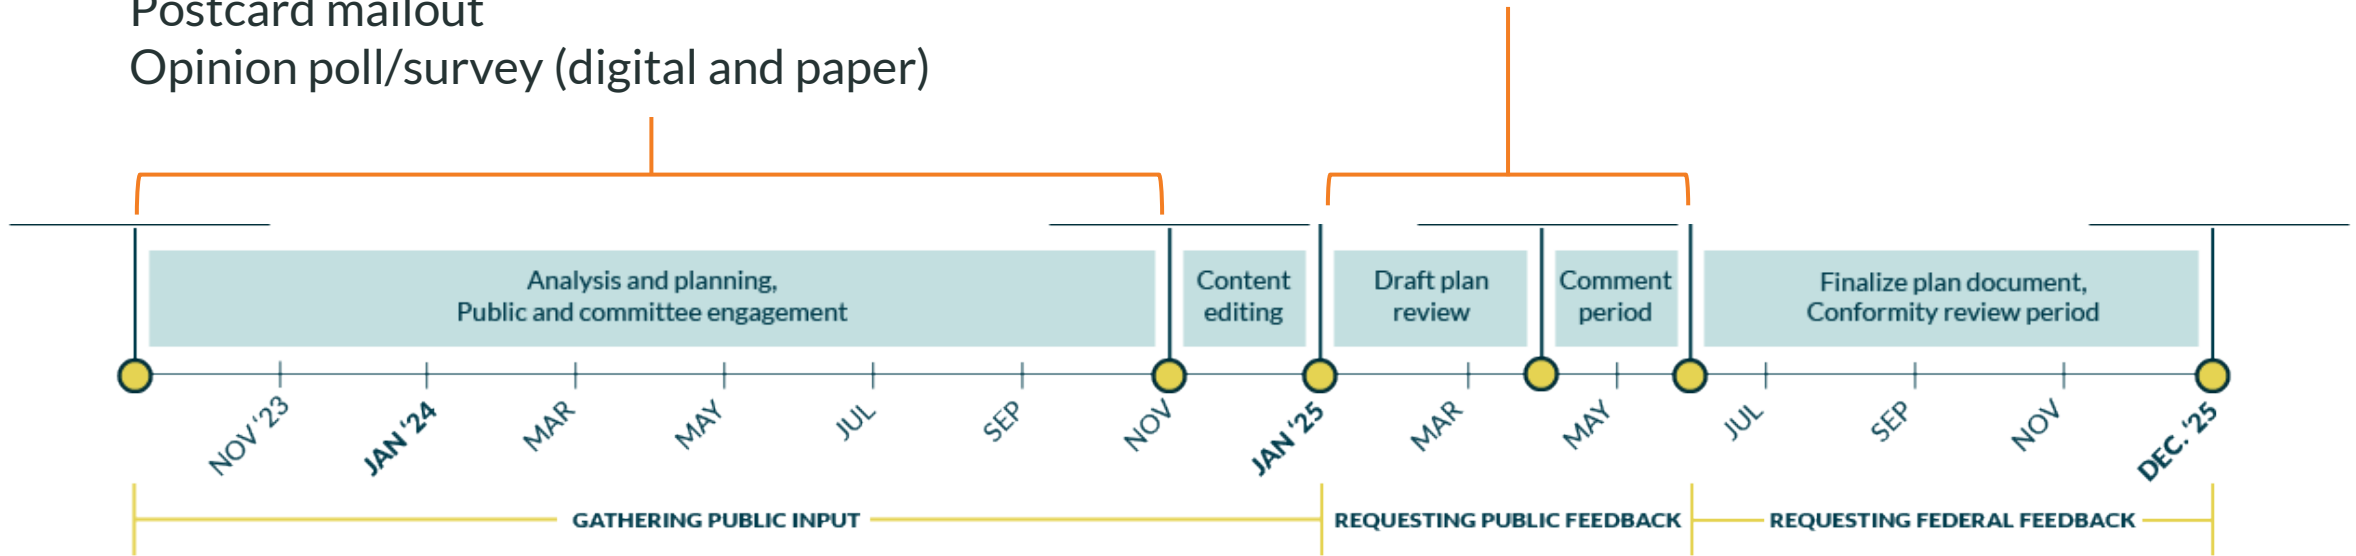 Postcard mailout
Opinion poll/survey (digital and paper)
Analysis and planning,
Public and committee engagement
Content
editing
Draft plan
review
Comment
period
Finalize plan document,
Conformity review period
NOV '23
JAN '24
MAR
MAY
JUL
SEP
NOV
JAN '25
MAR
MAY
JUL
SEP
NOV
DEC. '25
GATHERING PUBLIC INPUT
REQUESTING PUBLIC FEEDBACK
REQUESTING FEDERAL FEEDBACK